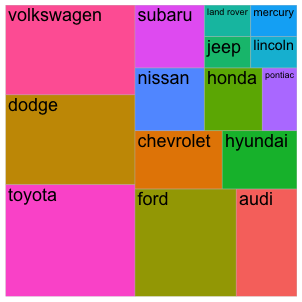 volkswagen
subaru
land rover
mercury
jeep
lincoln
nissan
honda
pontiac
dodge
chevrolet
hyundai
toyota
ford
audi